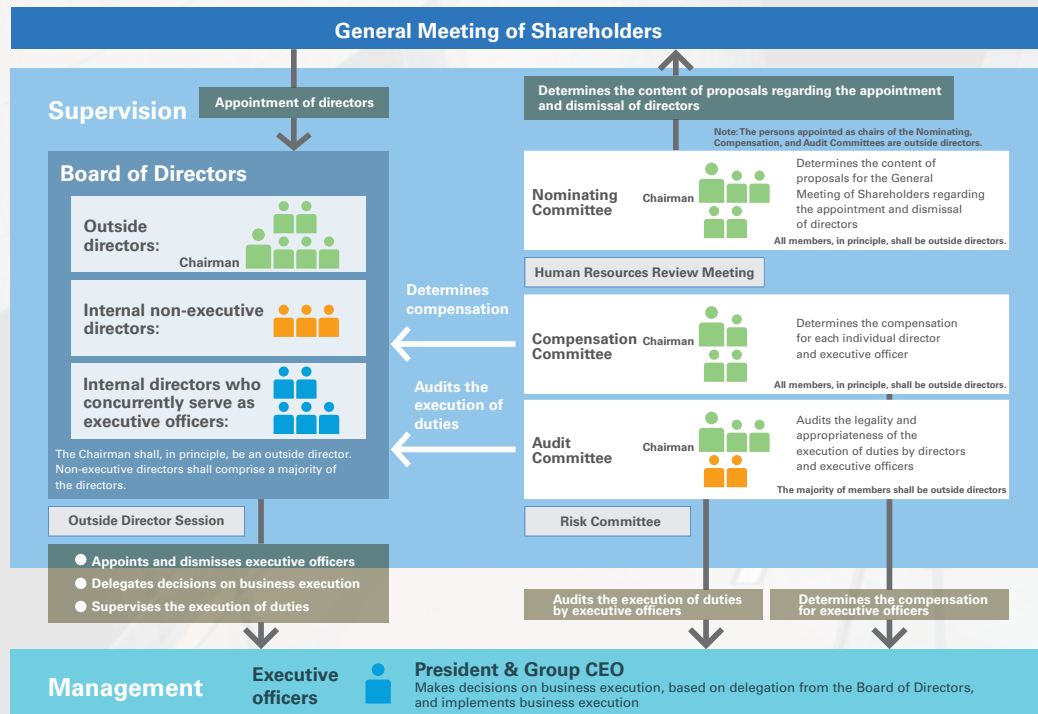 General Meeting of Shareholders
Supervision
Appointment of directors
Determines the content of proposals regarding the appointment
and dismissal of directors
Note: The persons appointed as chairs of the Nominating,
Compensation, and Audit Committees are outside directors.
Board of Directors
Outside
directors:
Chairman
Internal non-executive
directors:
Internal directors who
concurrently serve as
executive officers:
The Chairman shall, in principle, be an outside director.
Non-executive directors shall comprise a majority of
the directors.
Outside Director Session
Appoints and dismisses executive officers
Delegates decisions on business execution
Supervises the execution of duties
Determines
compensation
Audits the
execution of
duties
Nominating
Committee
Chairman
Determines the content of
proposals for the General
Meeting of Shareholders regarding
the appointment and dismissal
of directors
All members, in principle, shall be outside directors.
Human Resources Review Meeting
Compensation
Committee
Chairman
Determines the compensation
for each individual director
and executive officer
All members, in principle, shall be outside directors.
Audit
Committee
Chairman
Audits the legality and
appropriateness of the
execution of duties by directors
and executive officers
The majority of members shall be outside directors
Risk Committee
Audits the execution of duties
by executive officers
Determines the compensation
for executive officers
Management
Executive
officers
President & Group CEO
Makes decisions on business execution, based on delegation from the Board of Directors,
and implements business execution